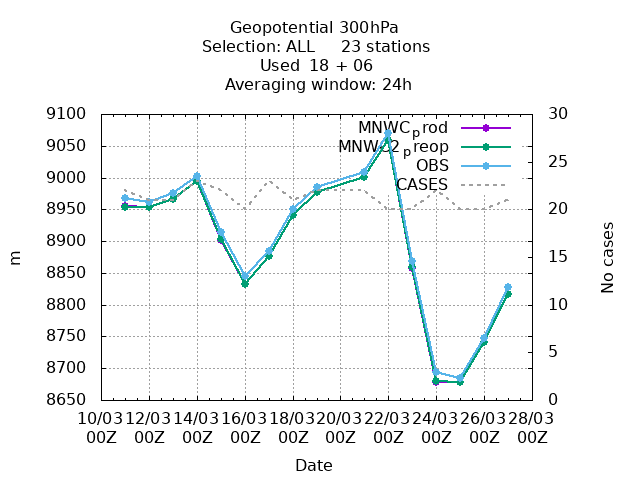 Geopotential 300hPa
Selection: ALL 23 stations
Used 18 + 06
Averaging window: 24h
9100
9050
9000
8950
8900
8850
8800
8750
8700
8650
m
30
25
20
15
10
5
0
No cases
MNWCprod
MNWC2preop
OBS
CASES
10/03 12/03 14/03 16/03 18/03 20/03 22/03 24/03 26/03 28/03
00Z 00Z 00Z 00Z 00Z 00Z 00Z 00Z 00Z 00Z
Date